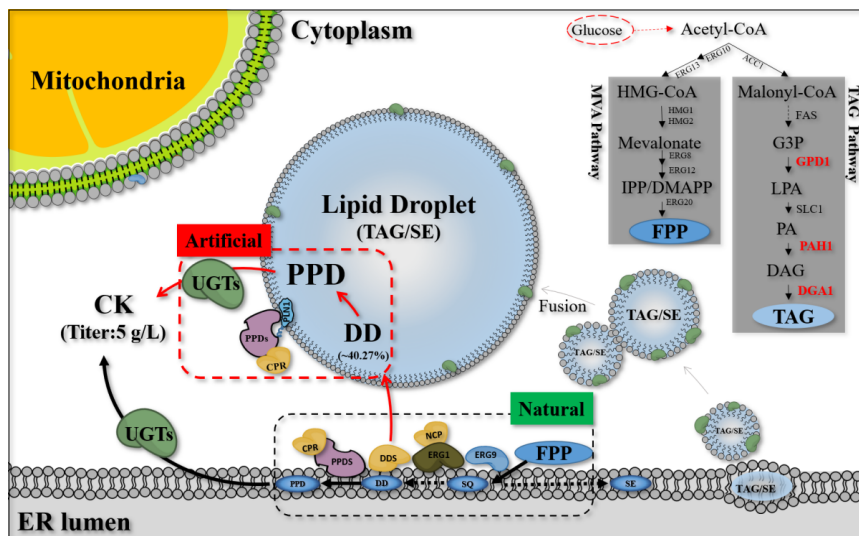 Cytoplasm
Mitochondria
Glucose
Acetyl-CoA
ERG13
ERG10
ACC1
MVA Pathway
HMG-CoA
HMG1
HMG2
Mevalonate
ERG8
ERG12
IPP/DMAPP
ERG20
FPP
TAG Pathway
Malonyl-CoA
FAS
G3P
GPD1
LPA
SLC1
PA
PAH1
DAG
DGA1
TAG
Lipid Droplet
(TAG/SE)
Artificial
PPD
UGTs
CK
(Titer:5 g/L)
PLN1
PPDs
CPR
DD
(~40.27%)
Fusion
TAG/SE
TAG/SE
TAG/SE
TAG/SE
Natural
UGTs
CPR
PPDS
DDS
NCP
ERG1
ERG9
FPP
PPD
DD
SQ
SE
ER lumen